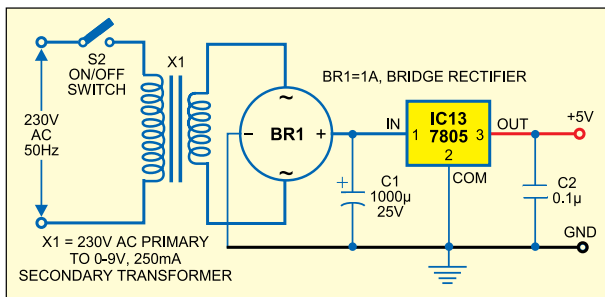 S2
ON/OFF
SWITCH
X1
230V
AC
50Hz
~
– BR1 +
~
BR1=1A, BRIDGE RECTIFIER
IC13
7805
IN
1
3
OUT
2
COM
+5V
+
C1
1000µ
25V
C2
0.1µ
GND
X1 = 230V AC PRIMARY
TO 0-9V, 250mA
SECONDARY TRANSFORMER